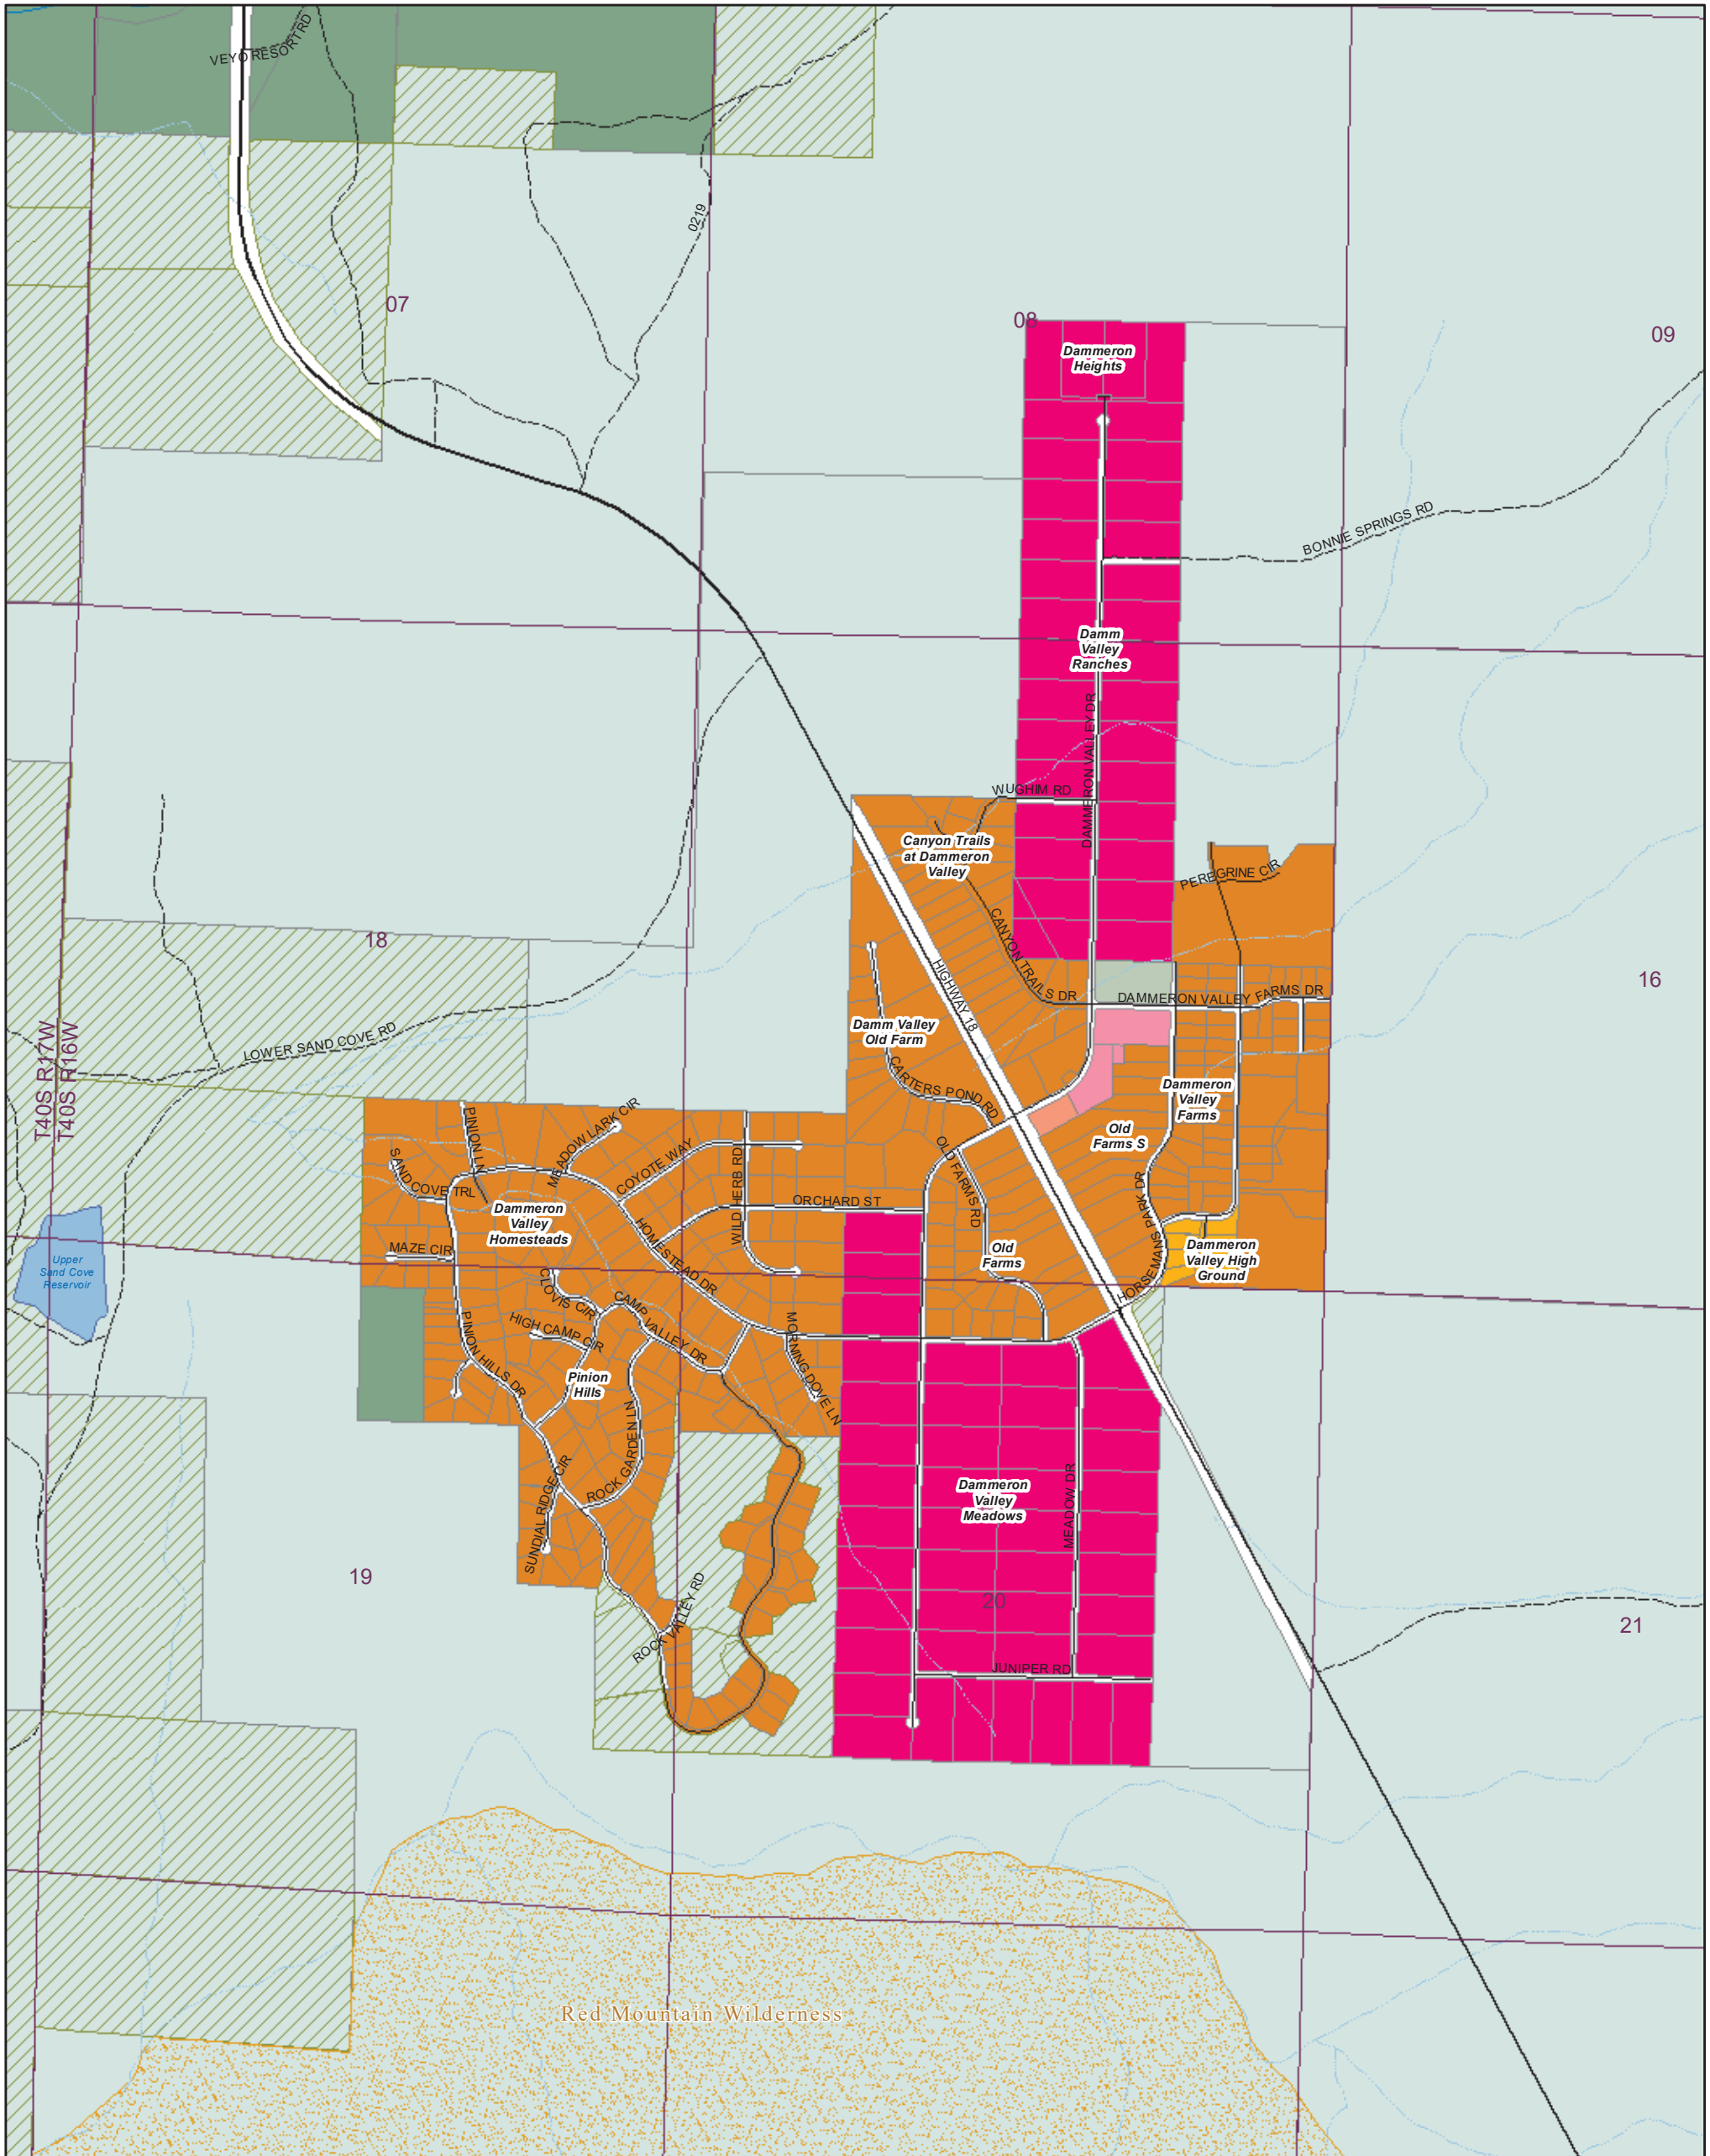 VEYO RESORT RD
0219
07
08
09
Dammeron
Heights
BONNIE SPRINGS RD
Damm
Valley
Ranches
DAMMERON VALLEY DR
WUGHIM RD
Canyon Trails
at Dammeron
Valley
PEREGRINE CIR
CANYON TRAILS DR
18
HIGHWAY 18
16
DAMMERON VALLEY FARMS DR
Damm Valley
Old Farm
LOWER SAND COVE RD
T40S R17W
T40S R16W
CARTERS POND RD
Dammeron
Valley
Farms
Old
Farms S
PINION LN
MEADOW LARK CIR
COYOTE WAY
SAND COVE TRL
WILD HERB RD
ORCHARD ST
OLD FARMS RD
HORSEMANS PARK DR
Dammeron
Valley
Homesteads
MAZE CIR
HOMESTEAD DR
Old
Farms
Dammeron
Valley High
Ground
Upper
Sand Cove
Reservoir
CLOVIS CIR
CAMP VALLEY DR
HIGH CAMP CIR
PINION HILLS DR
MORNING DOVE LN
Pinion
Hills
ROCK GARDEN LN
SUNDIAL RIDGE CIR
Dammeron
Valley
Meadows
MEADOW DR
19
20
21
ROCK VALLEY RD
JUNIPER RD
Red Mountain Wilderness